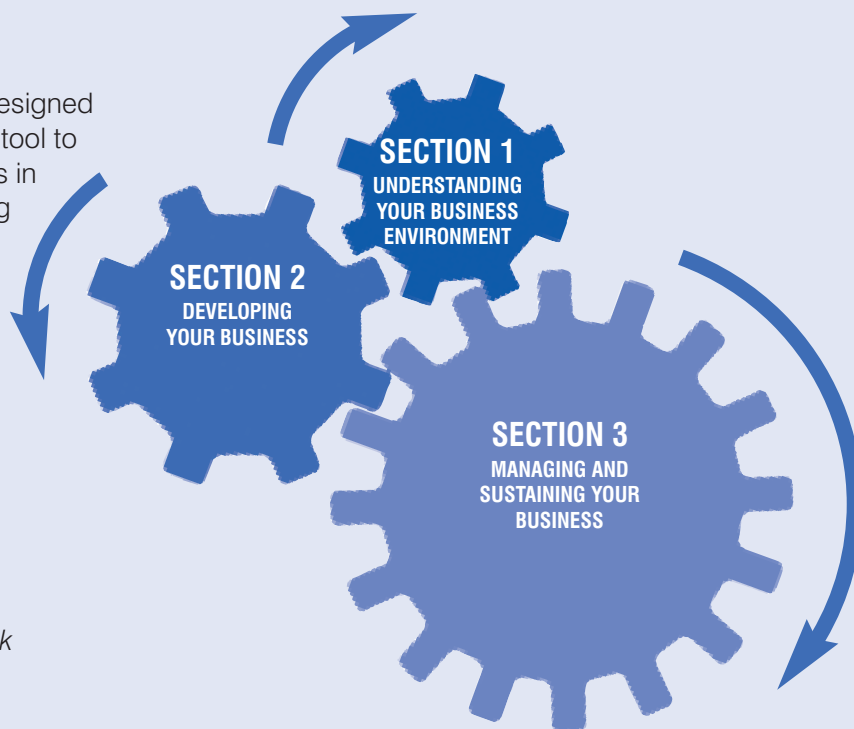 esigned
tool to
s in
g
k
SECTION 1
UNDERSTANDING
YOUR BUSINESS
ENVIRONMENT
SECTION 2
DEVELOPING
YOUR BUSINESS
SECTION 3
MANAGING AND
SUSTAINING YOUR
BUSINESS